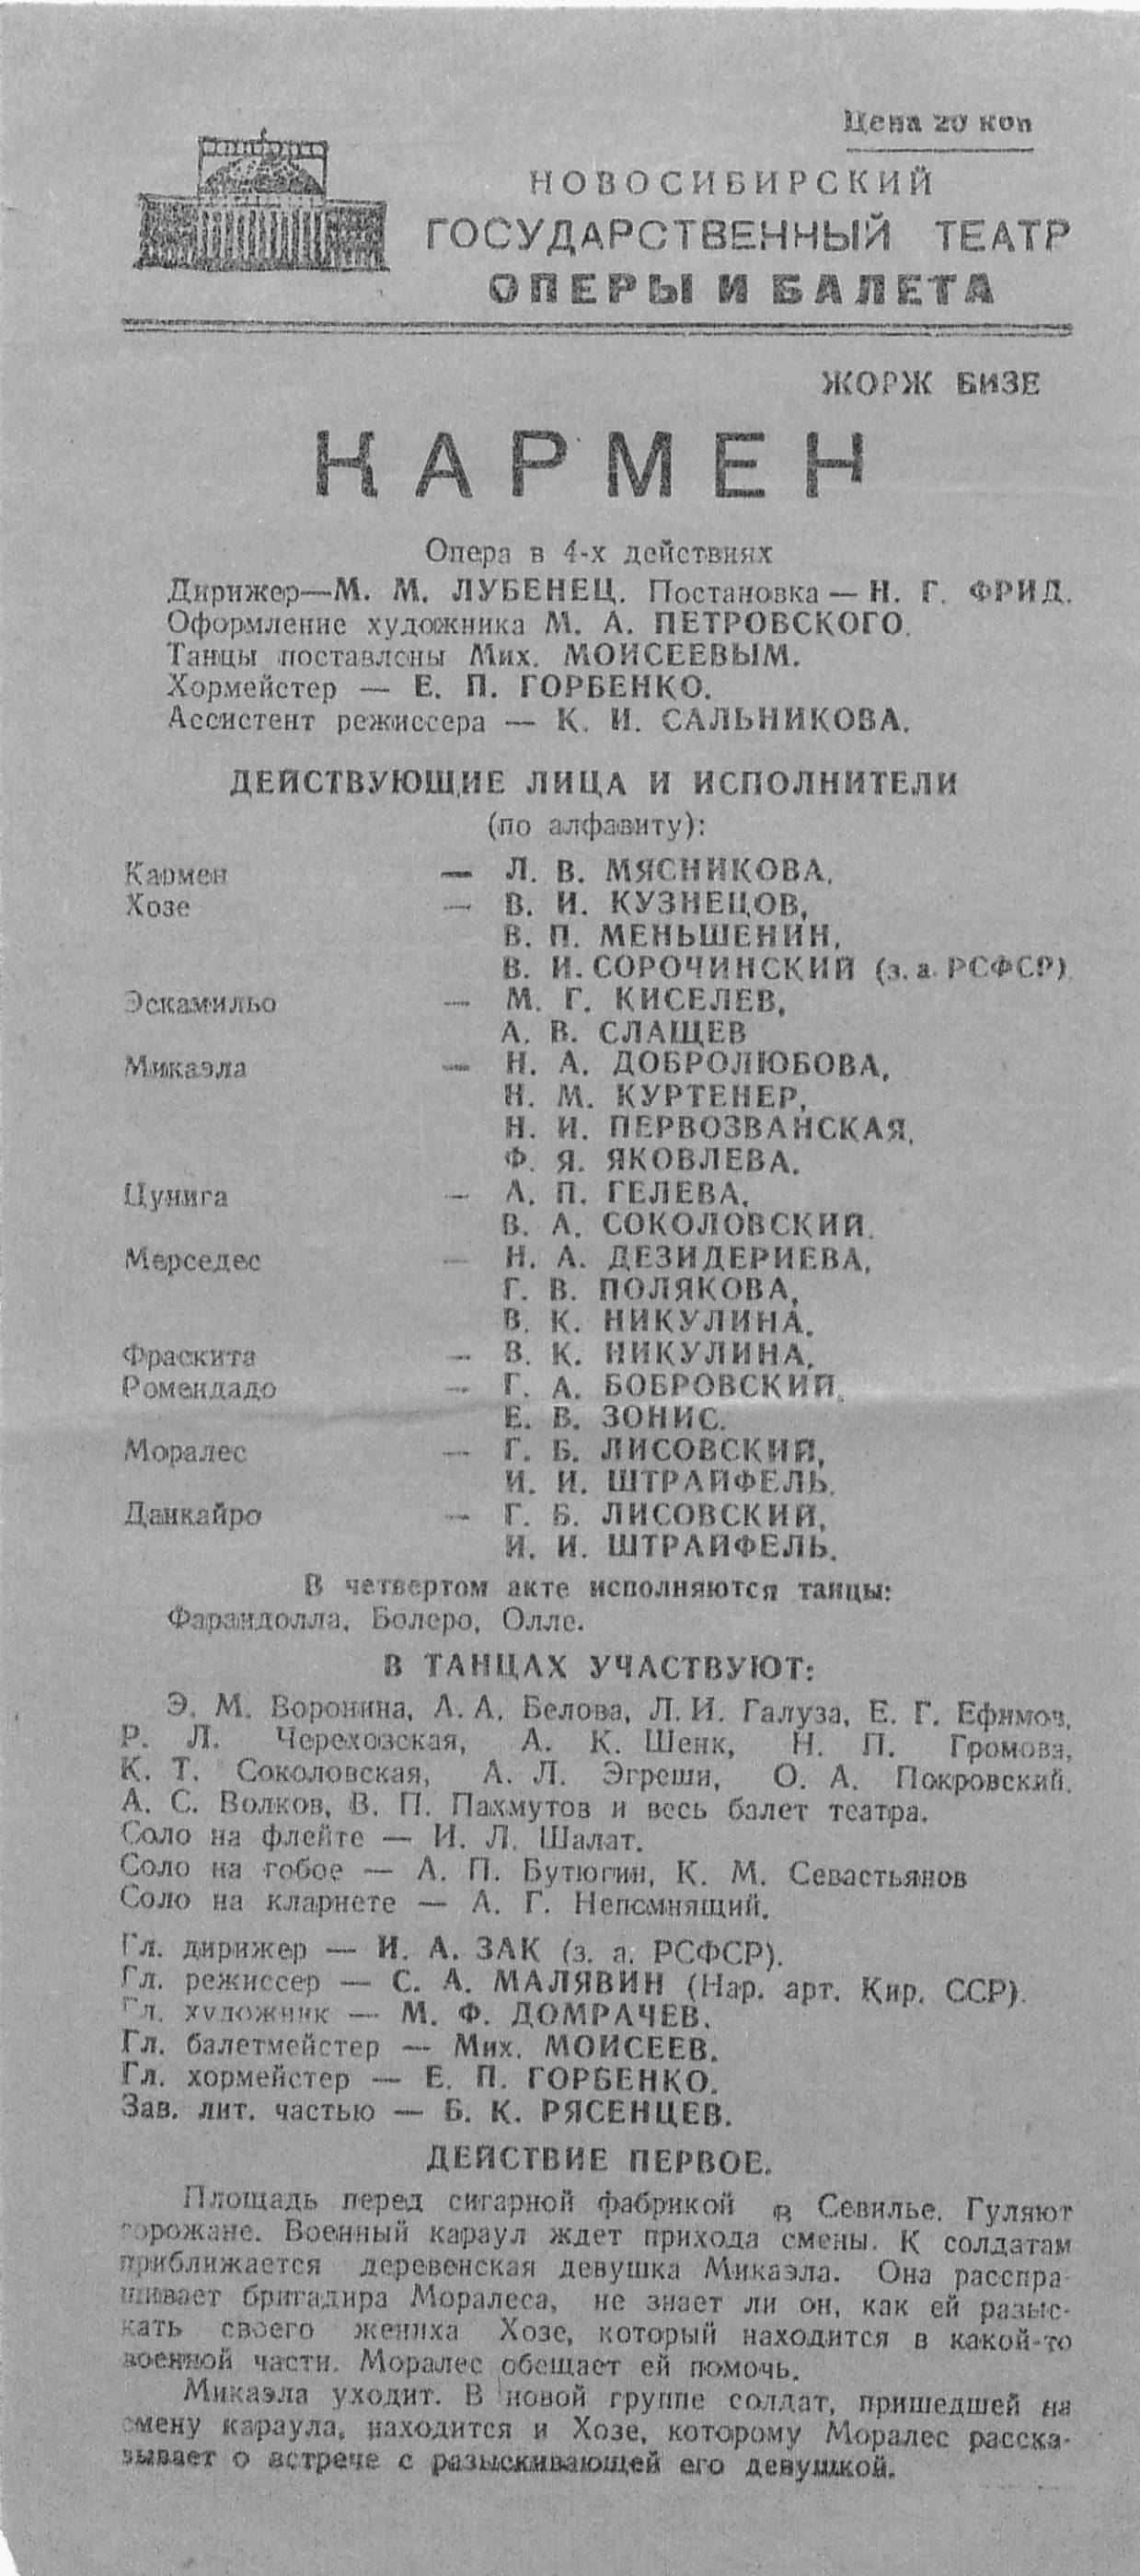 Цена 20 коп
НОВОСИБИРСКИЙ
ГОСУДАРСТВЕННЫЙ ТЕАТР
ОПЕРЫ И БАЛЕТА
ЖОРЖ БИЗЕ
КАРМЕН
Опера в 4-х действиях
Дирижер—М. М. ЛУБЕНЕЦ. Постановка — Н. Г. ФРИД.
Оформление художника М. А. ПЕТРОВСКОГО.
Танцы поставлены Мих. МОИСЕЕВЫМ.
Хормейстер — Е. П. ГОРБЕНКО.
Ассистент режиссера — К. И. САЛЬНИКОВА.
ДЕЙСТВУЮЩИЕ ЛИЦА И ИСПОЛНИТЕЛИ
(по алфавиту):
Кармен — Л. В. МЯСНИКОВА.
Хозе — В. И. КУЗНЕЦОВ,
В. П. МЕНЬШЕНИН,
В. И. СОРОЧИНСКИЙ (з. а. РСФСР)
Эскамильо — М. Г. КИСЕЛЕВ,
А. В. СЛАЩЕВ
Микаэла — Н. А. ДОБРОЛЮБОВА,
Н. М. КУРТЕНЕР,
Н. И. ПЕРВОЗВАНСКАЯ,
Ф. Я. ЯКОВЛЕВА.
Цунига — А. П. ГЕЛЕВА,
В. А. СОКОЛОВСКИЙ.
Мерседес — Н. А. ДЕЗИДЕРИЕВА,
Г. В. ПОЛЯКОВА,
В. К. НИКУЛИНА.
Фраскита — В. К. НИКУЛИНА.
Ромендадо — Г. А. БОБРОВСКИЙ,
Е. В. ЗОНИС.
Моралес — Г. Б. ЛИСОВСКИЙ,
И. И. ШТРАЙФЕЛЬ.
Данкайро — Г. Б. ЛИСОВСКИЙ,
И. И. ШТРАЙФЕЛЬ.
В четвертом акте исполняются танцы:
Фарандолла, Болеро, Олле.
В ТАНЦАХ УЧАСТВУЮТ:
Э. М. Воронина, А. А. Белова, Л. И. Галуза, Е. Г. Ефимов,
Р. Л. Череховская, А. К. Шенк, Н. П. Громова,
К. Т. Соколовская, А. Л. Эгреши, О. А. Покровский,
А. С. Волков, В. П. Пахмутов и весь балет театра.
Соло на флейте — И. Л. Шалат.
Соло на гобое — А. П. Бутюгин, К. М. Севастьянов
Соло на кларнете — А. Г. Непомнящий.
Гл. дирижер — И. А. ЗАК (з. а. РСФСР).
Гл. режиссер — С. А. МАЛЯВИН (Нар. арт. Кир. ССР).
Гл. художник — М. Ф. ДОМРАЧЕВ.
Гл. балетмейстер — Мих. МОИСЕЕВ.
Гл. хормейстер — Е. П. ГОРБЕНКО.
Зав. лит. частью — Б. К. РЯСЕНЦЕВ.
ДЕЙСТВИЕ ПЕРВОЕ.
Площадь перед сигарной фабрикой в Севилье. Гуляют
горожане. Военный караул ждет прихода смены. К солдатам
приближается деревенская девушка Микаэла. Она расспра-
шивает бригадира Моралеса, не знает ли он, как ей разыс-
кать своего жениха Хозе, который находится в какой-то
военной части. Моралес обещает ей помочь.
Микаэла уходит. В новой группе солдат, пришедшей на
смену караула, находится и Хозе, которому Моралес расска-
зывает о встрече с разыскивающей его девушкой.